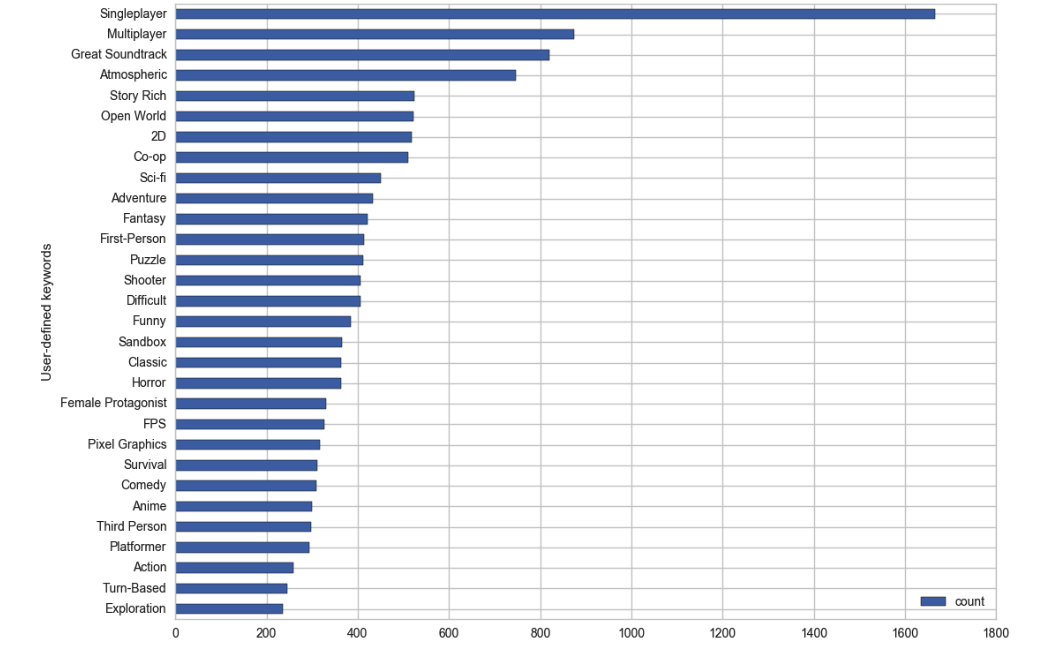 Singleplayer
Multiplayer
Great Soundtrack
Atmospheric
Story Rich
Open World
2D
Co-op
Sci-fi
Adventure
Fantasy
First-Person
Puzzle
Shooter
Difficult
Funny
Sandbox
Classic
Horror
Female Protagonist
FPS
Pixel Graphics
Survival
Comedy
Anime
Third Person
Platformer
Action
Turn-Based
Exploration
User-defined keywords
count
0 200 400 600 800 1000 1200 1400 1600 1800